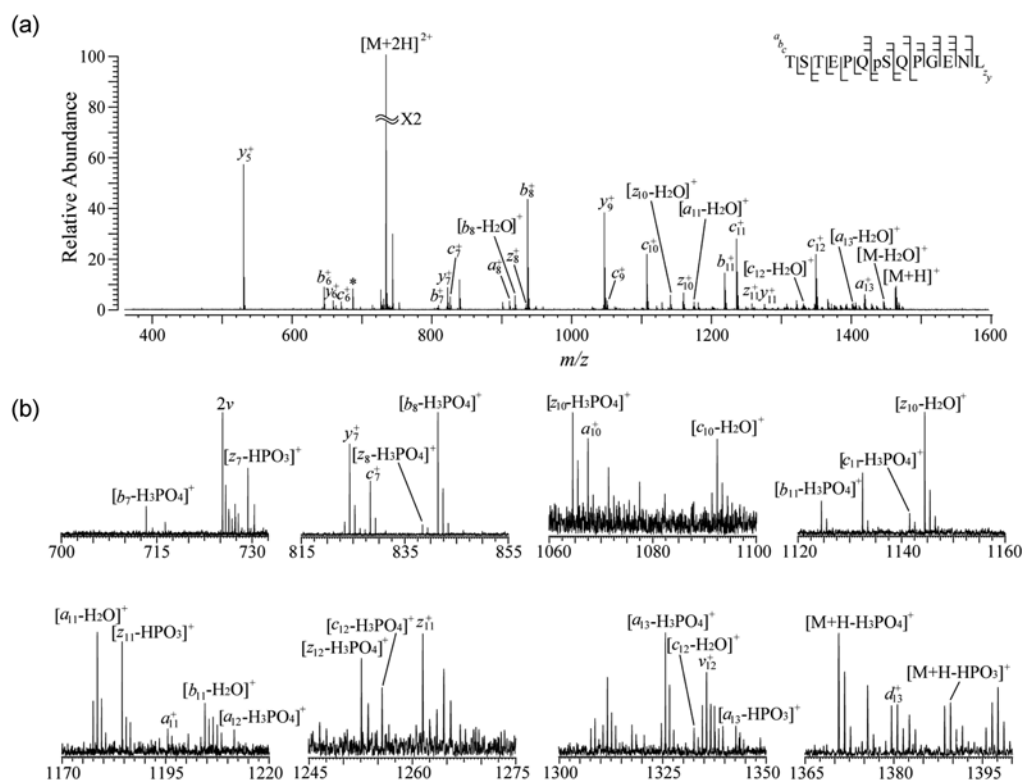 (a)
[M+2H]²⁺
a b c TSTEPQpSQPGENL z y
100
80
60
40
20
0
Relative Abundance
X2
y₅⁺
b₆⁺
y₆⁺
c₆⁺
*
b₇⁺
y₇⁺
c₇⁺
[b₈-H₂O]⁺
a₈⁺
z₈⁺
b₈⁺
y₉⁺
c₉⁺
c₁₀⁺
[z₁₀-H₂O]⁺
z₁₀⁺
[a₁₁-H₂O]⁺
b₁₁⁺
c₁₁⁺
z₁₁⁺
y₁₁⁺
[c₁₂-H₂O]⁺
c₁₂⁺
[a₁₃-H₂O]⁺
a₁₃⁺
[M-H₂O]⁺
[M+H]⁺
400 600 800 1000 1200 1400 1600
m/z
(b)
[b₇-H₃PO₄]⁺
2v
[z₇-HPO₃]⁺
700 715 730
y₇⁺
c₇⁺
[z₈-H₃PO₄]⁺
[b₈-H₃PO₄]⁺
815 835 855
[z₁₀-H₃PO₄]⁺
a₁₀⁺
[c₁₀-H₂O]⁺
1060 1080 1100
[b₁₁-H₃PO₄]⁺
[c₁₁-H₃PO₄]⁺
[z₁₀-H₂O]⁺
1120 1140 1160
[a₁₁-H₂O]⁺
[z₁₁-HPO₃]⁺
a₁₁⁺
[b₁₁-H₂O]⁺
[a₁₂-H₃PO₄]⁺
1170 1195 1220
[z₁₂-H₃PO₄]⁺
[c₁₂-H₃PO₄]⁺
z₁₁⁺
1245 1260 1275
[a₁₃-H₃PO₄]⁺
[c₁₂-H₂O]⁺
v₁₂⁺
[a₁₃-HPO₃]⁺
1300 1325 1350
[M+H-H₃PO₄]⁺
d₁₃⁺
[M+H-HPO₃]⁺
1365 1380 1395